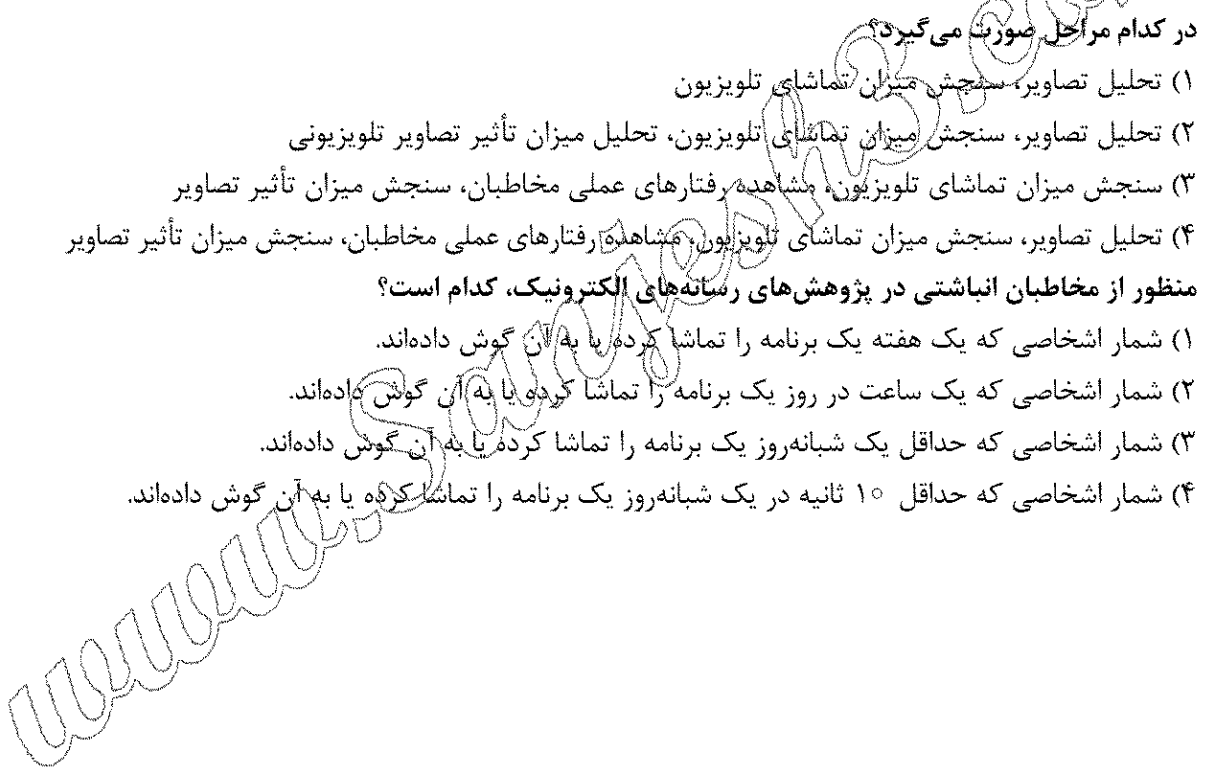 در کدام مراحل صورت می‌گیرد؟
۱) تحلیل تصاویر، سنجش میزان تماشای تلویزیون
۲) تحلیل تصاویر، سنجش میزان تماشای تلویزیون، تحلیل میزان تأثیر تصاویر تلویزیونی
۳) سنجش میزان تماشای تلویزیون، مشاهده رفتارهای عملی مخاطبان، سنجش میزان تأثیر تصاویر
۴) تحلیل تصاویر، سنجش میزان تماشای تلویزیون، مشاهده رفتارهای عملی مخاطبان، سنجش میزان تأثیر تصاویر
منظور از مخاطبان انباشتی در پژوهش‌های رسانه‌های الکترونیک، کدام است؟
۱) شمار اشخاصی که یک هفته یک برنامه را تماشا کرده یا به آن گوش داده‌اند.
۲) شمار اشخاصی که یک ساعت در روز یک برنامه را تماشا کرده یا به آن گوش داده‌اند.
۳) شمار اشخاصی که حداقل یک شبانه‌روز یک برنامه را تماشا کرده یا به آن گوش داده‌اند.
۴) شمار اشخاصی که حداقل ۱۰ ثانیه در یک شبانه‌روز یک برنامه را تماشا کرده یا به آن گوش داده‌اند.
www.Sanjesh3.c